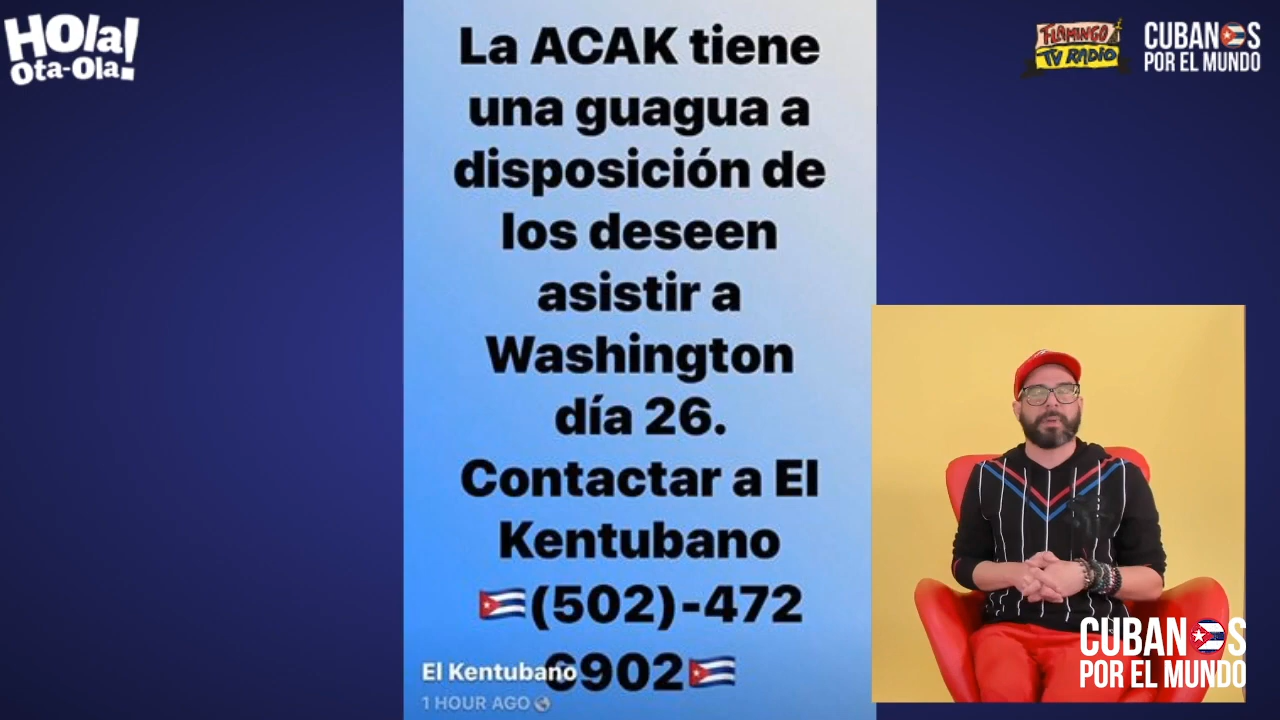 Hola!
Ota-Ola!
FLAMINGO
TV RADIO
CUBANOS
POR EL MUNDO
La ACAK tiene
una guagua a
disposición de
los deseen
asistir a
Washington
día 26.
Contactar a El
Kentubano
(502)-472
6902
El Kentubano
1 HOUR AGO
CUBANOS
POR EL MUNDO